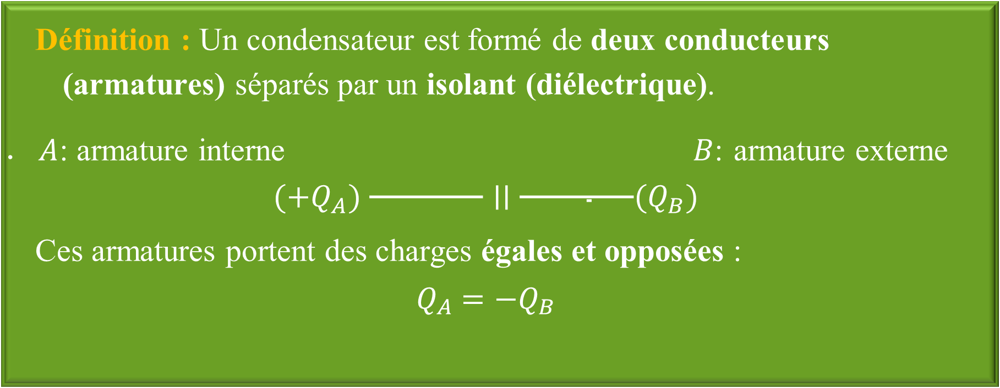 Définition : Un condensateur est formé de deux conducteurs
(armatures) séparés par un isolant (diélectrique).
. A: armature interne B: armature externe
(+Q_A) ——— || ——— (Q_B)
Ces armatures portent des charges égales et opposées :
Q_A = −Q_B